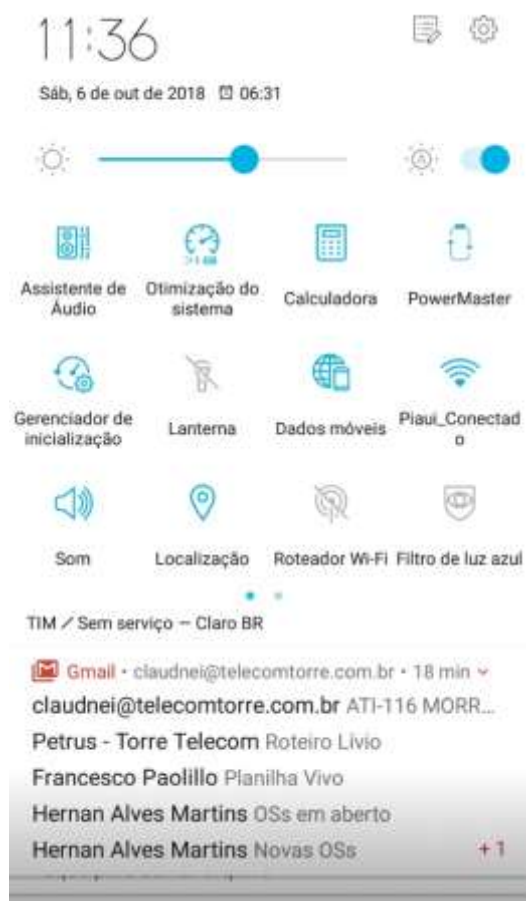 11:36
Sáb, 6 de out de 2018 06:31
A
Assistente de Áudio
Otimização do sistema
Calculadora
PowerMaster
Gerenciador de inicialização
Lanterna
Dados móveis
Piaui_Conectado
Som
Localização
Roteador Wi-Fi
Filtro de luz azul
TIM / Sem serviço — Claro BR
Gmail • claudnei@telecomtorre.com.br • 18 min
claudnei@telecomtorre.com.br ATI-116 MORR...
Petrus - Torre Telecom Roteiro Livio
Francesco Paolillo Planilha Vivo
Hernan Alves Martins OSs em aberto
Hernan Alves Martins Novas OSs +1